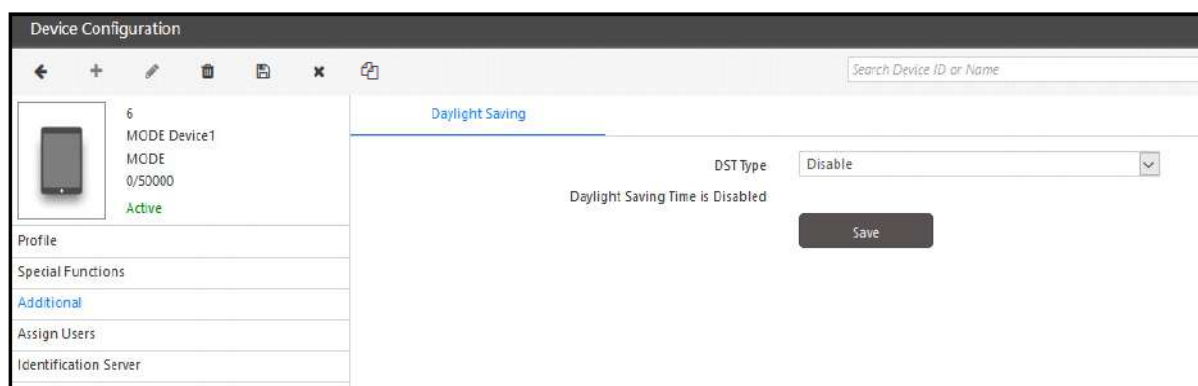 Device Configuration
Search Device ID or Name
6
MODE Device1
MODE
0/50000
Active
Profile
Special Functions
Additional
Assign Users
Identification Server
Daylight Saving
DST Type
Disable
Daylight Saving Time is Disabled
Save